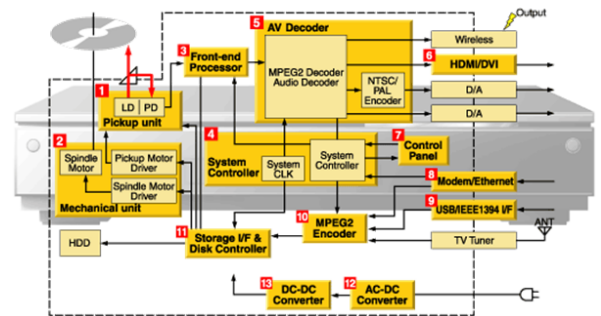 Output
5 AV Decoder
Wireless
3 Front-end
Processor
6 HDMI/DVI
MPEG2 Decoder
Audio Decoder
NTSC/
PAL
Encoder
D/A
D/A
1
LD PD
Pickup unit
4
System
Controller
System
CLK
System
Controller
7 Control
Panel
2
Spindle
Motor
Pickup Motor
Driver
Spindle Motor
Driver
Mechanical unit
8 Modem/Ethernet
9 USB/IEEE1394 I/F
ANT
10 MPEG2
Encoder
TV Tuner
HDD
11 Storage I/F &
Disk Controller
13 DC-DC
Converter
12 AC-DC
Converter